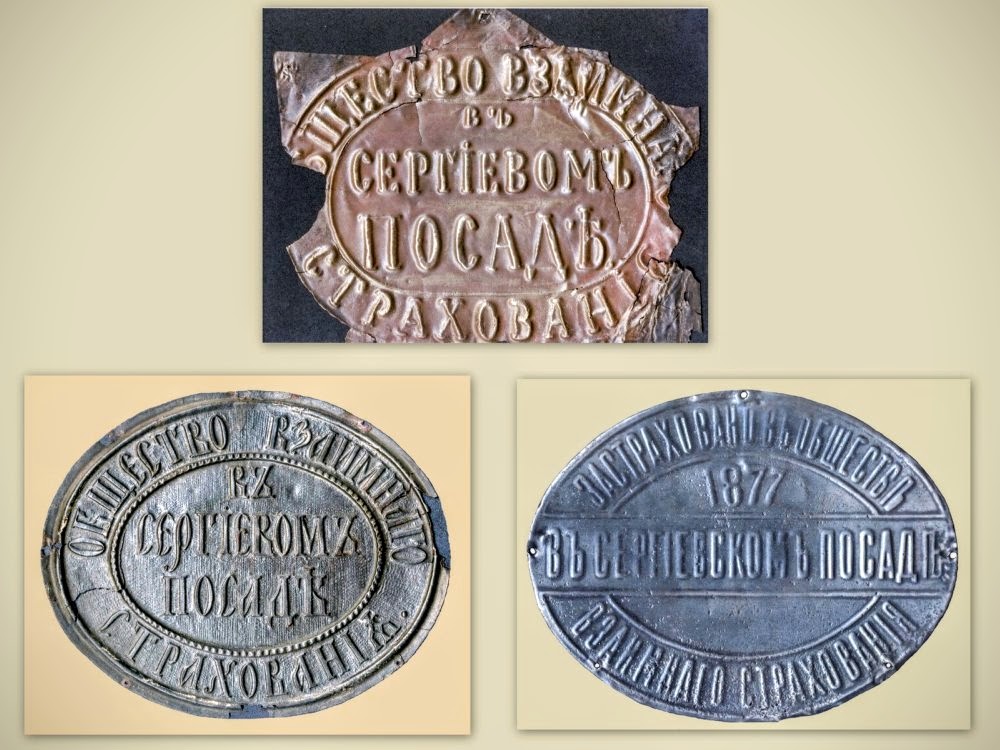 ЩЕСТВО ВЗАИМНА
ВЪ
СЕРГІЕВОМЪ
ПОСАДѢ
СТРАХОВАНІ
ОБЩЕСТВО ВЗАИМНАГО
ВЪ
СЕРГІЕВОМЪ
ПОСАДѢ
СТРАХОВАНІЯ.
ЗАСТРАХОВАНО ВЪ ОБЩЕСТВѢ
1877
ВЪ СЕРГІЕВСКОМЪ ПОСАДѢ
ВЗАИМНАГО СТРАХОВАНІЯ